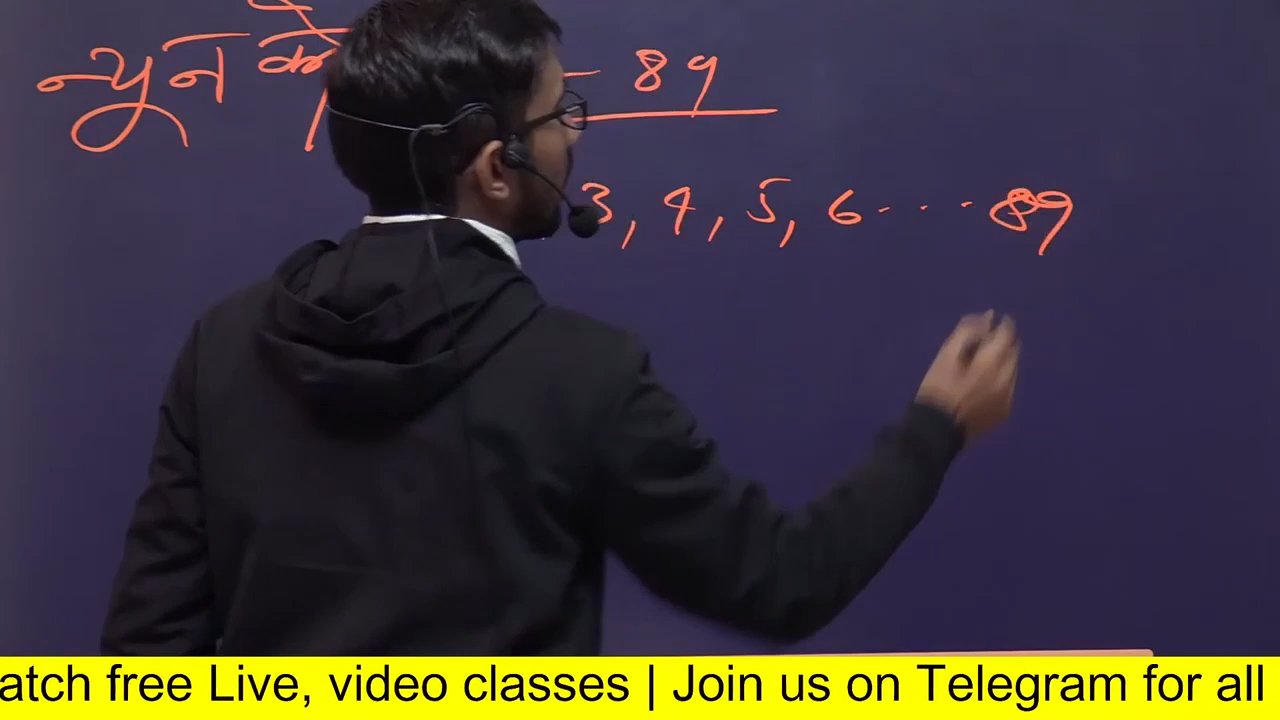 न्यून - 89
3, 4, 5, 6 - - - 89
atch free Live, video classes | Join us on Telegram for all